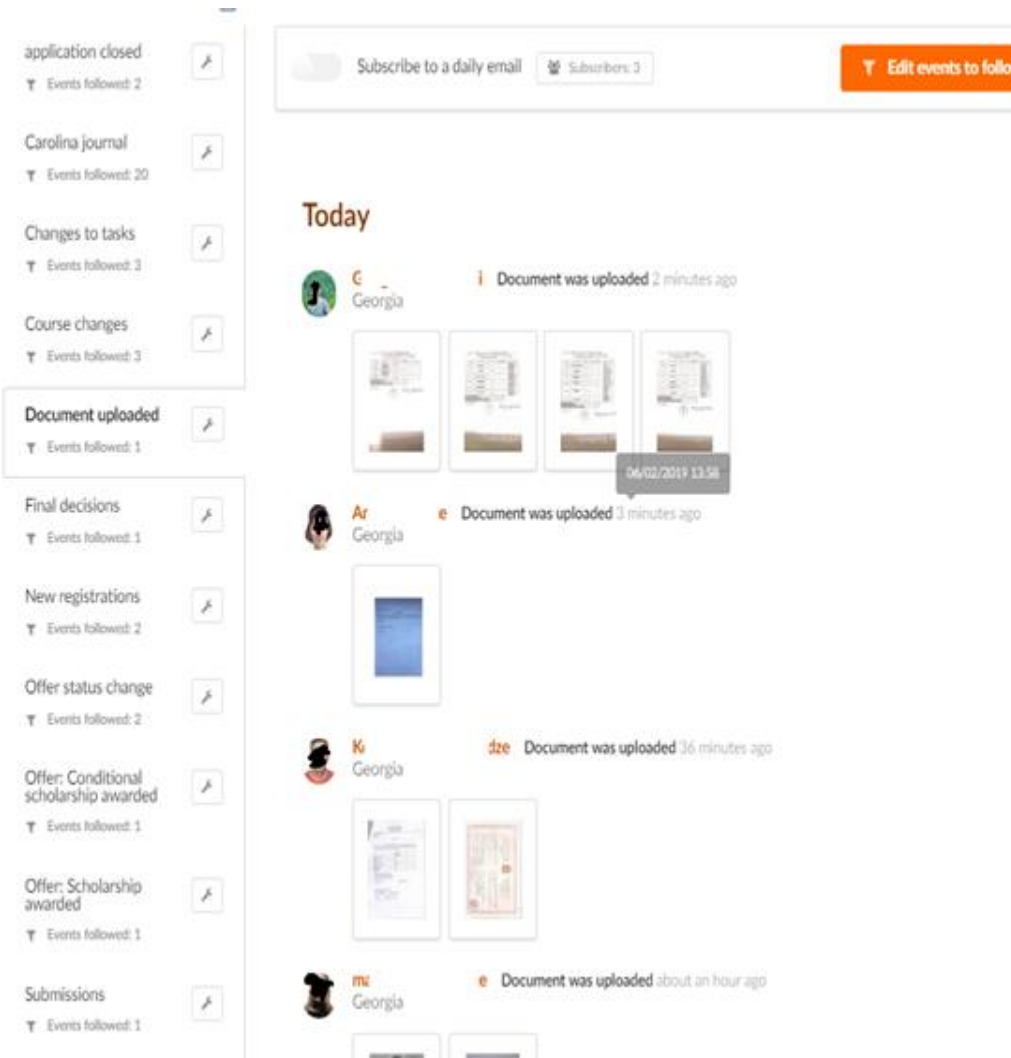 application closed
Events followed: 2
Carolina journal
Events followed: 20
Changes to tasks
Events followed: 3
Course changes
Events followed: 3
Document uploaded
Events followed: 1
Final decisions
Events followed: 1
New registrations
Events followed: 2
Offer status change
Events followed: 2
Offer: Conditional
scholarship awarded
Events followed: 1
Offer: Scholarship
awarded
Events followed: 1
Submissions
Events followed: 1
Subscribe to a daily email
Subscribers: 3
Edit events to follo
Today
G i Document was uploaded 2 minutes ago
Georgia
06/02/2019 13:58
Ar e Document was uploaded 3 minutes ago
Georgia
dze Document was uploaded 36 minutes ago
Georgia
ma e Document was uploaded about an hour ago
Georgia